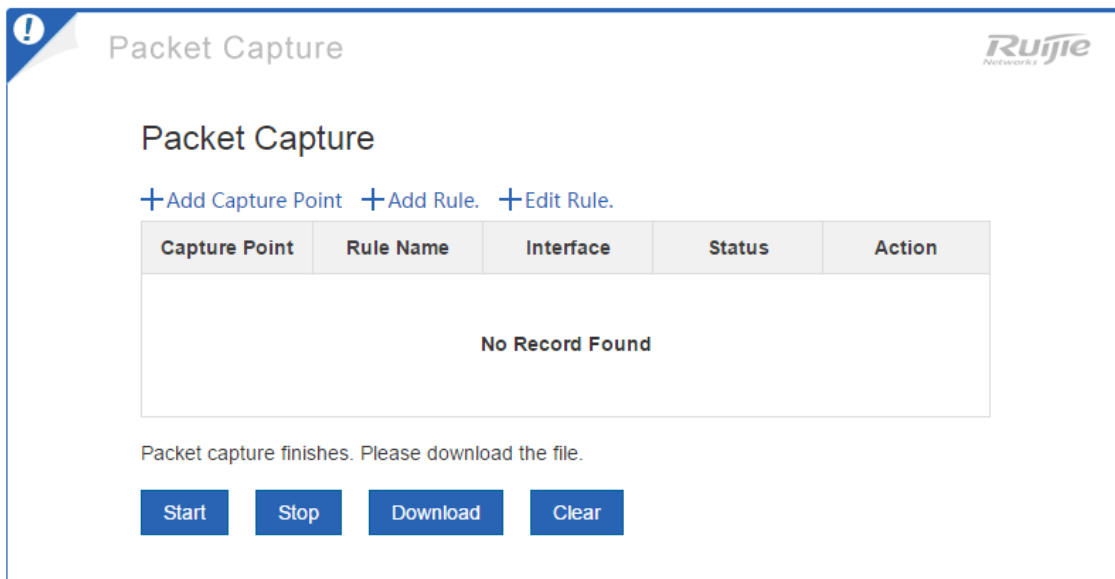 Packet Capture
Ruijie
Networks
Packet Capture
+Add Capture Point +Add Rule. +Edit Rule.
Capture Point Rule Name Interface Status Action
No Record Found
Packet capture finishes. Please download the file.
Start Stop Download Clear